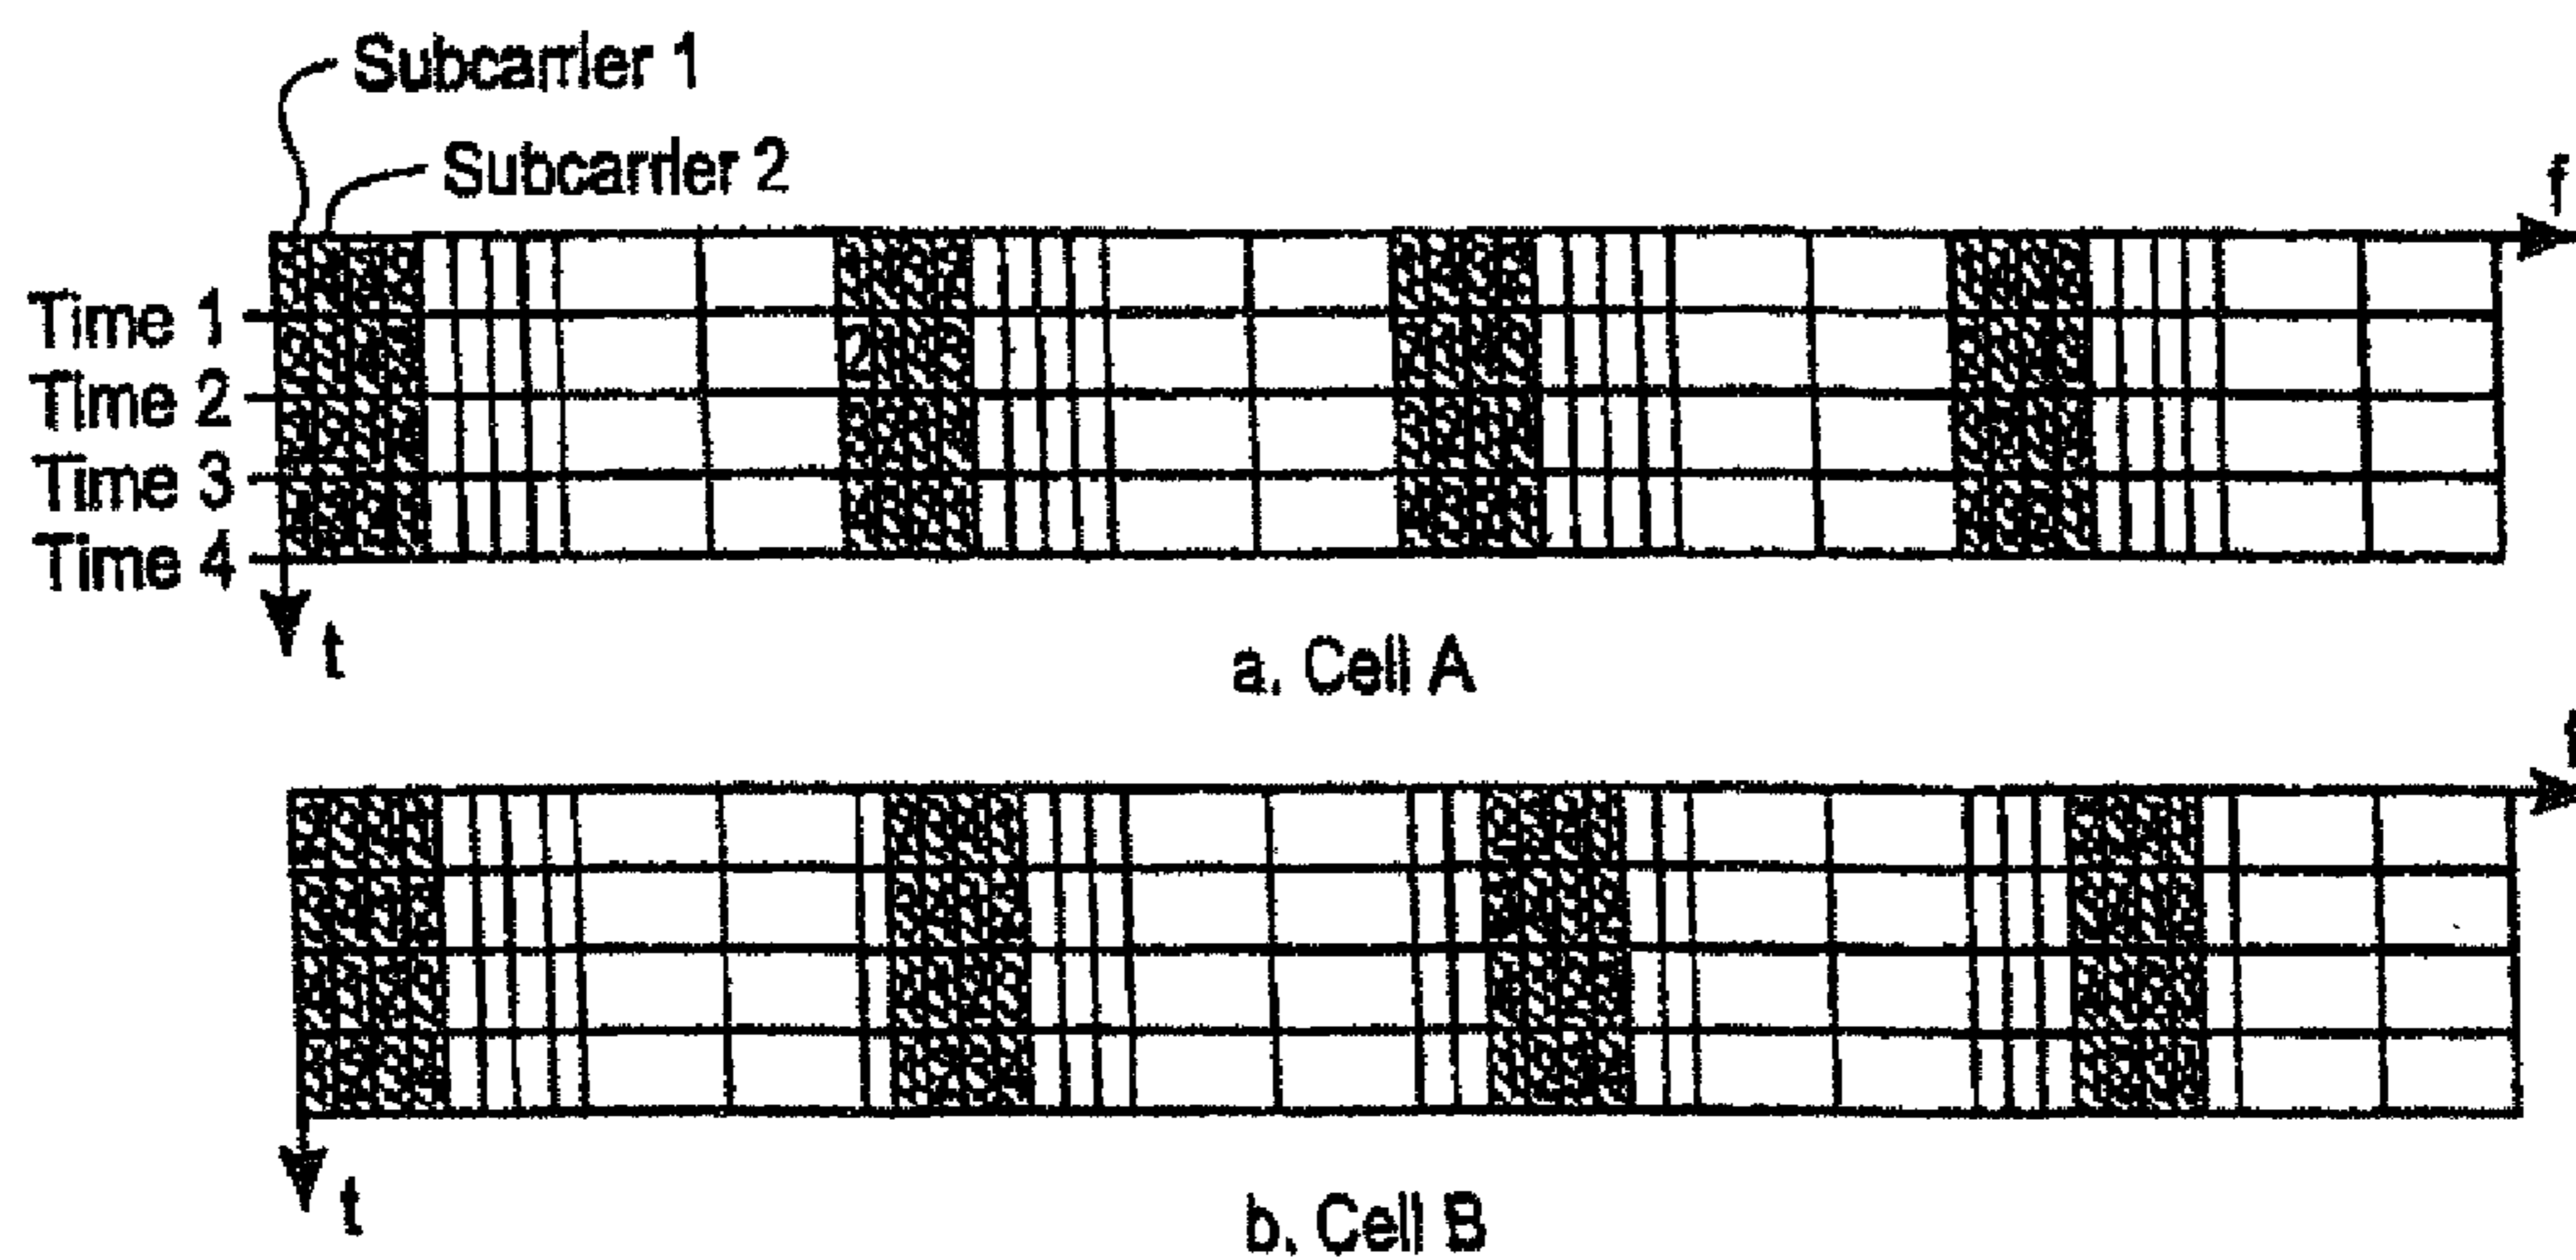 Subcarrier 1
Subcarrier 2
f
Time 1
Time 2
Time 3
Time 4
t
a. Cell A
f
t
b. Cell B